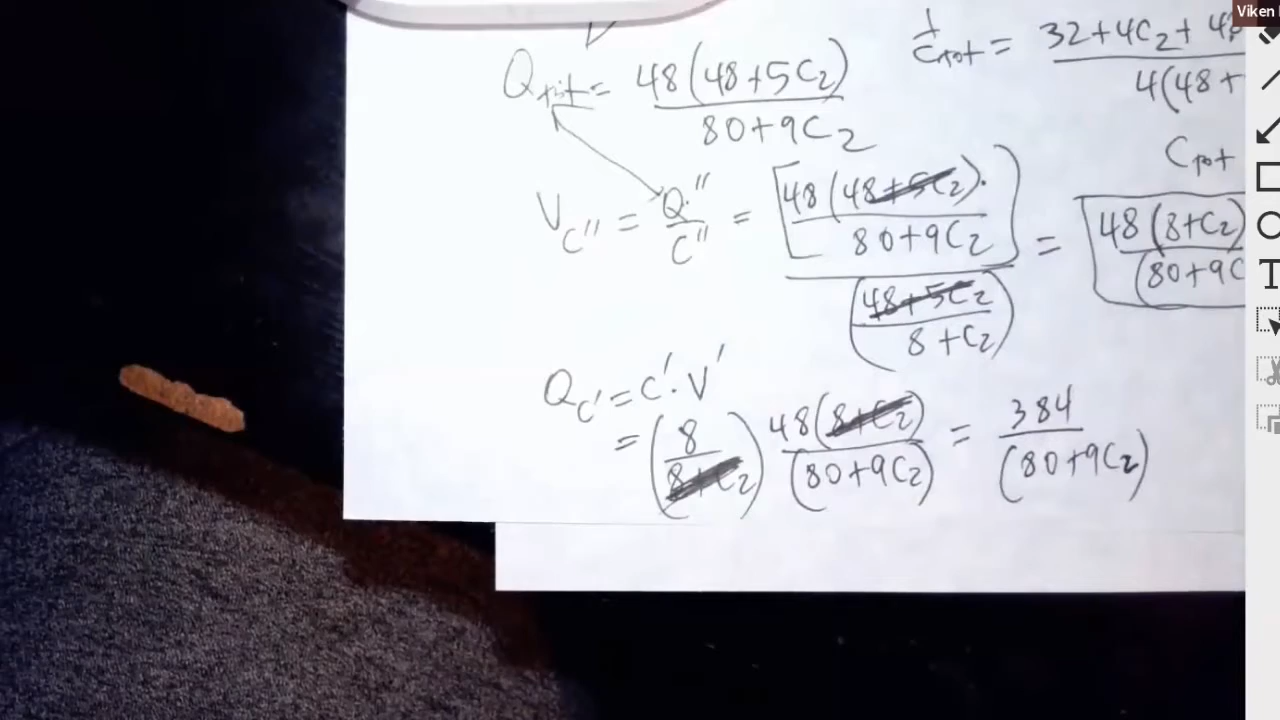 Viken
Q_tot = 48(48+5C₂) / 80+9C₂
1/C_tot = 32+4C₂+48 / 4(48+
C_tot
V_C'' = Q''/C'' = [48(48+5C₂) / 80+9C₂] / (48+5C₂ / 8+C₂) = 48(8+C₂) / (80+9C
Q_C' = C'·V'
= (8 / 8+C₂) 48(8+C₂) / (80+9C₂) = 384 / (80+9C₂)
T